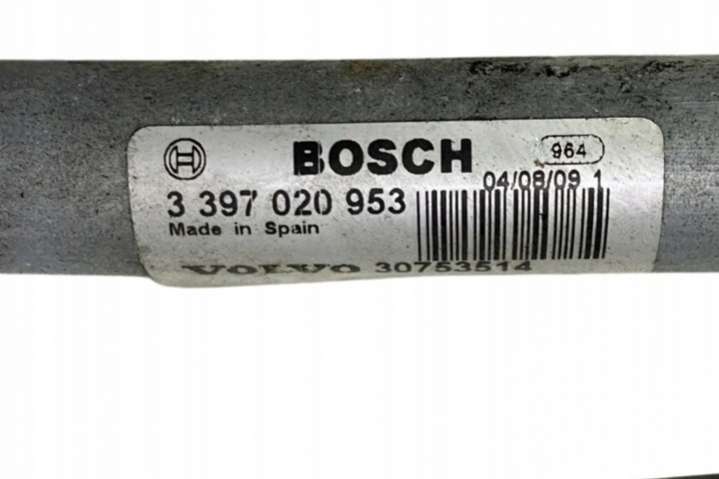 BOSCH 964
04/08/09 1
3 397 020 953
Made in Spain
VOLVO 30753514